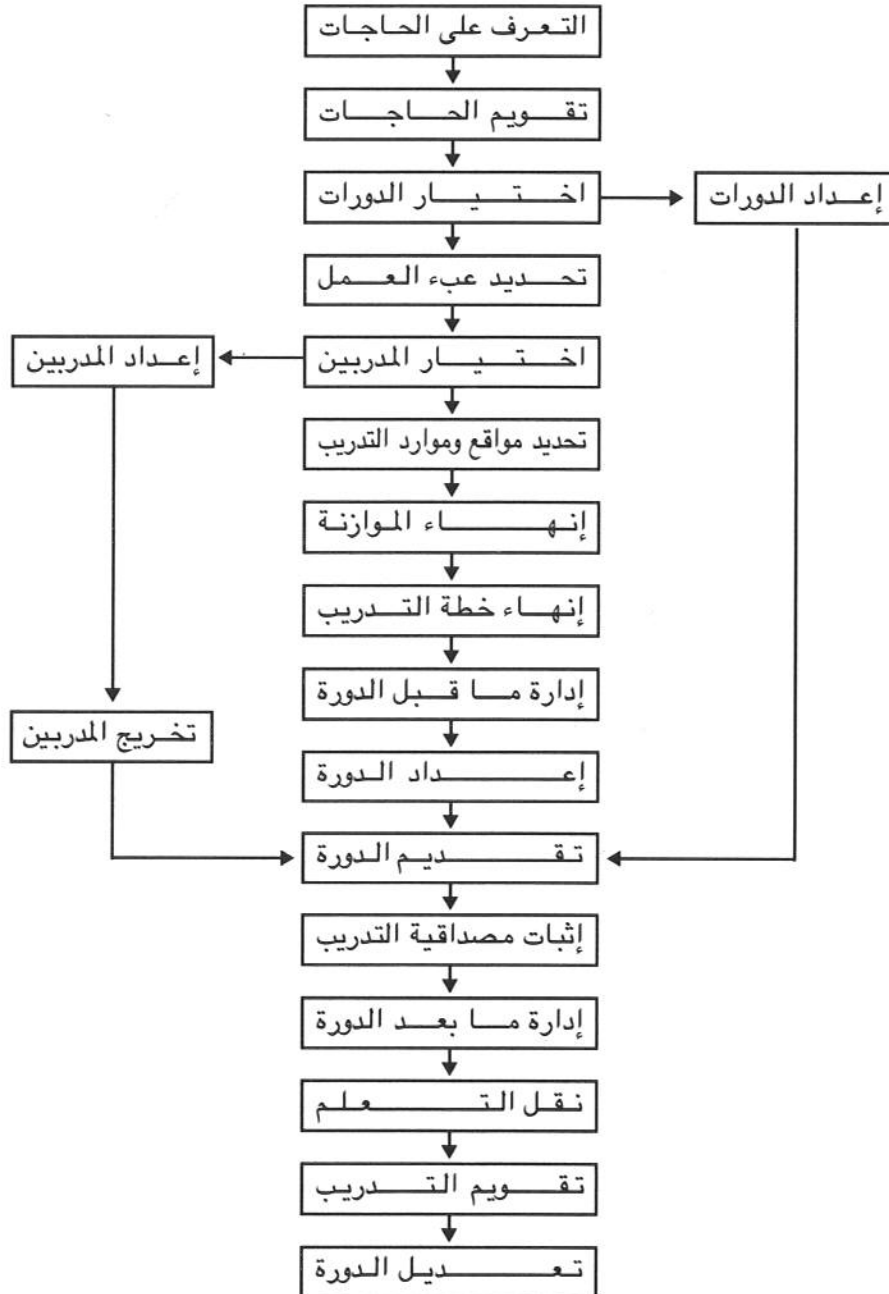 التعرف على الحاجات
تقويم الحاجات
اختيار الدورات
إعداد الدورات
تحديد عبء العمل
اختيار المدربين
إعداد المدربين
تحديد مواقع وموارد التدريب
إنهاء الموازنة
إنهاء خطة التدريب
إدارة ما قبل الدورة
تخريج المدربين
إعداد الدورة
تقديم الدورة
إثبات مصداقية التدريب
إدارة ما بعد الدورة
نقل التعلم
تقويم التدريب
تعديل الدورة